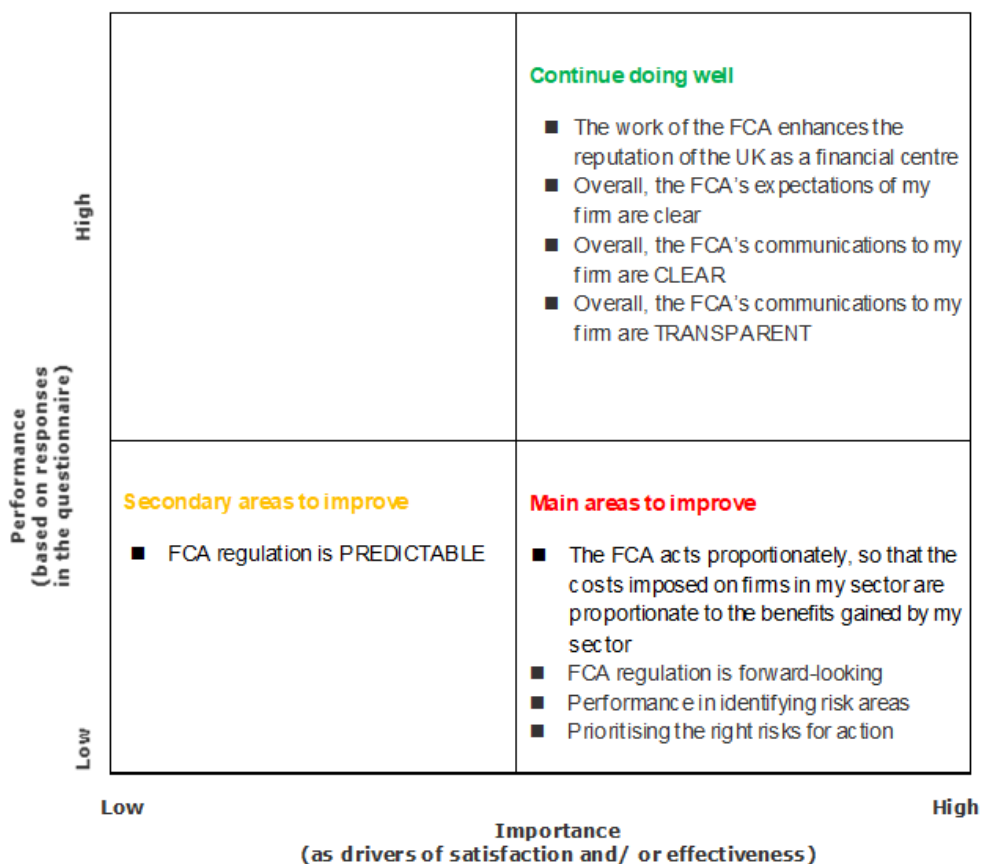 Continue doing well
■ The work of the FCA enhances the
reputation of the UK as a financial centre
■ Overall, the FCA's expectations of my
firm are clear
■ Overall, the FCA's communications to my
firm are CLEAR
■ Overall, the FCA's communications to my
firm are TRANSPARENT
High
Performance
(based on responses
in the questionnaire)
Low
Secondary areas to improve
■ FCA regulation is PREDICTABLE
Main areas to improve
■ The FCA acts proportionately, so that the
costs imposed on firms in my sector are
proportionate to the benefits gained by my
sector
■ FCA regulation is forward-looking
■ Performance in identifying risk areas
■ Prioritising the right risks for action
Low
High
Importance
(as drivers of satisfaction and/ or effectiveness)